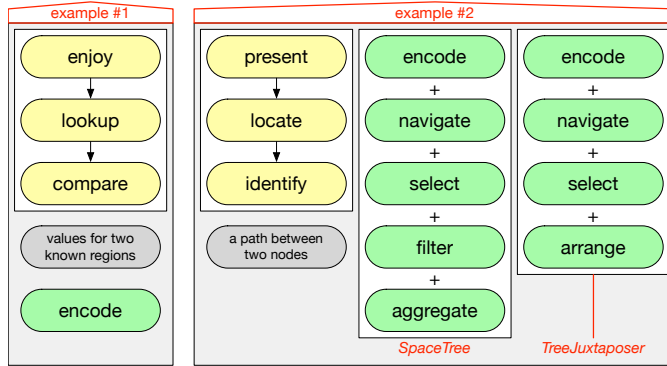 example #1
enjoy
lookup
compare
values for two
known regions
encode
example #2
present
locate
identify
a path between
two nodes
encode
+
navigate
+
select
+
filter
+
aggregate
SpaceTree
encode
+
navigate
+
select
+
arrange
TreeJuxtaposer